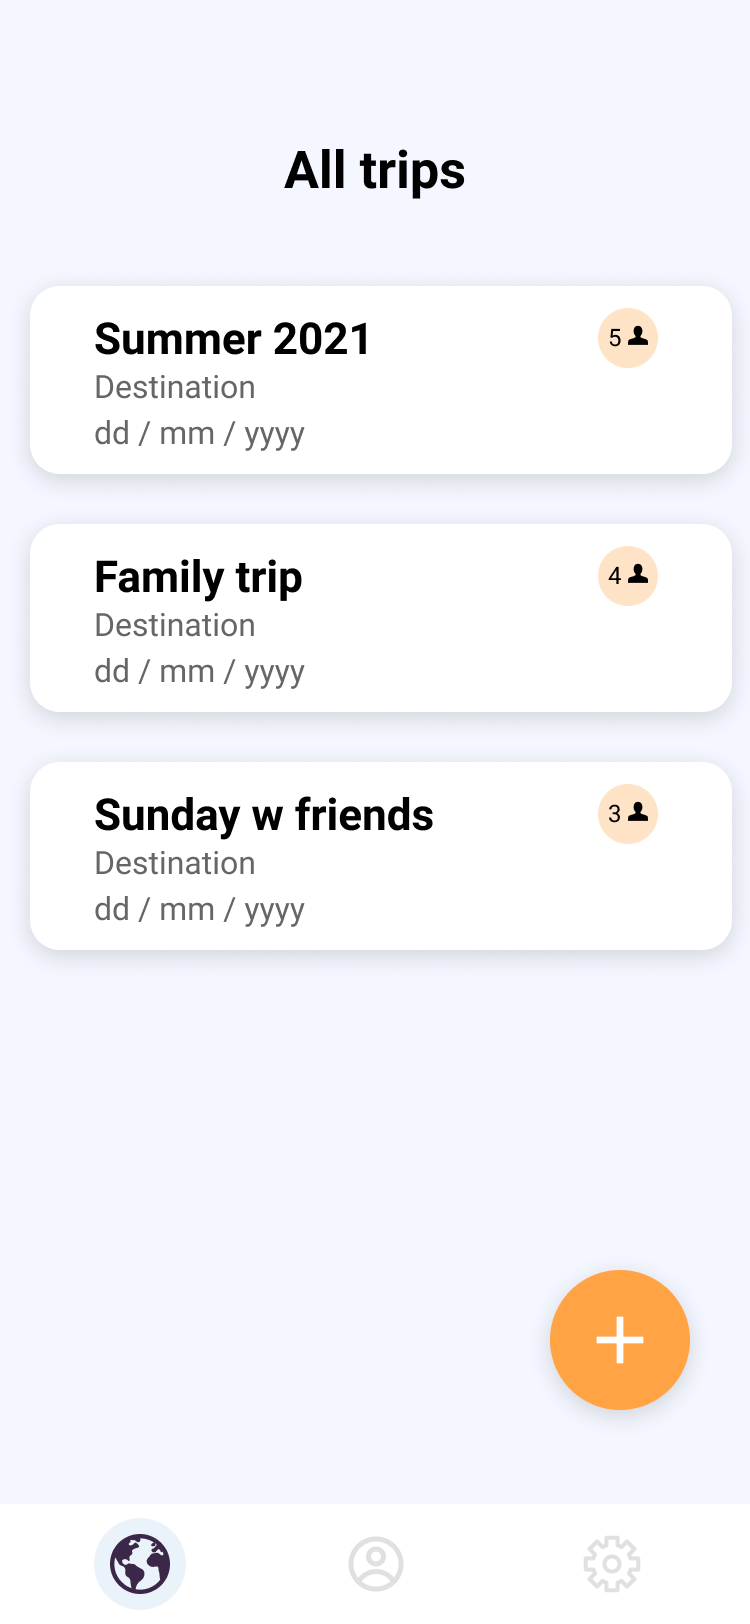 All trips
Summer 2021
5
Destination
dd / mm / yyyy
Family trip
4
Destination
dd / mm / yyyy
Sunday w friends
3
Destination
dd / mm / yyyy